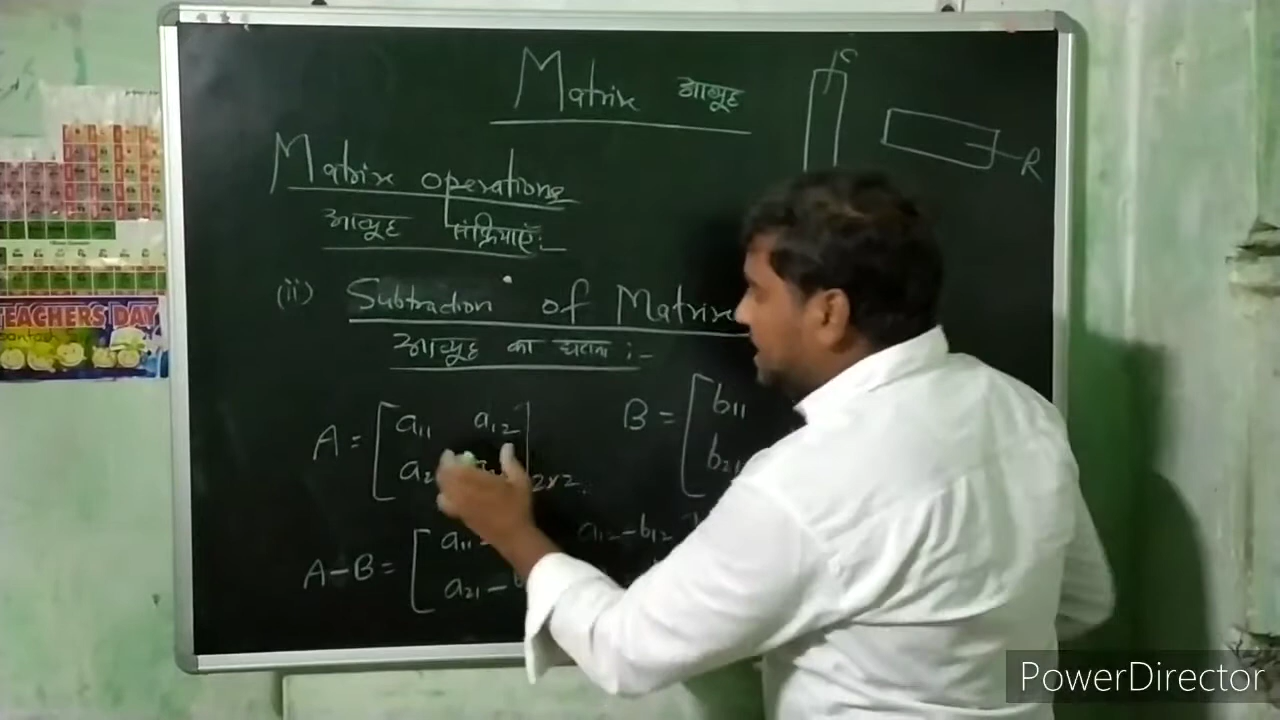 Matrix आव्यूह
C
R
Matrix operations
आव्यूह संक्रियाएँ:-
(ii) Subtraction of Matrix
आव्यूह का घटाना :-
A = [ a₁₁ a₁₂
a₂ 2x2.
B = [ b₁₁
b₂₁
A-B = [ a₁₁ a₁₂-b₁₂
a₂₁ -
TEACHERS DAY
PowerDirector